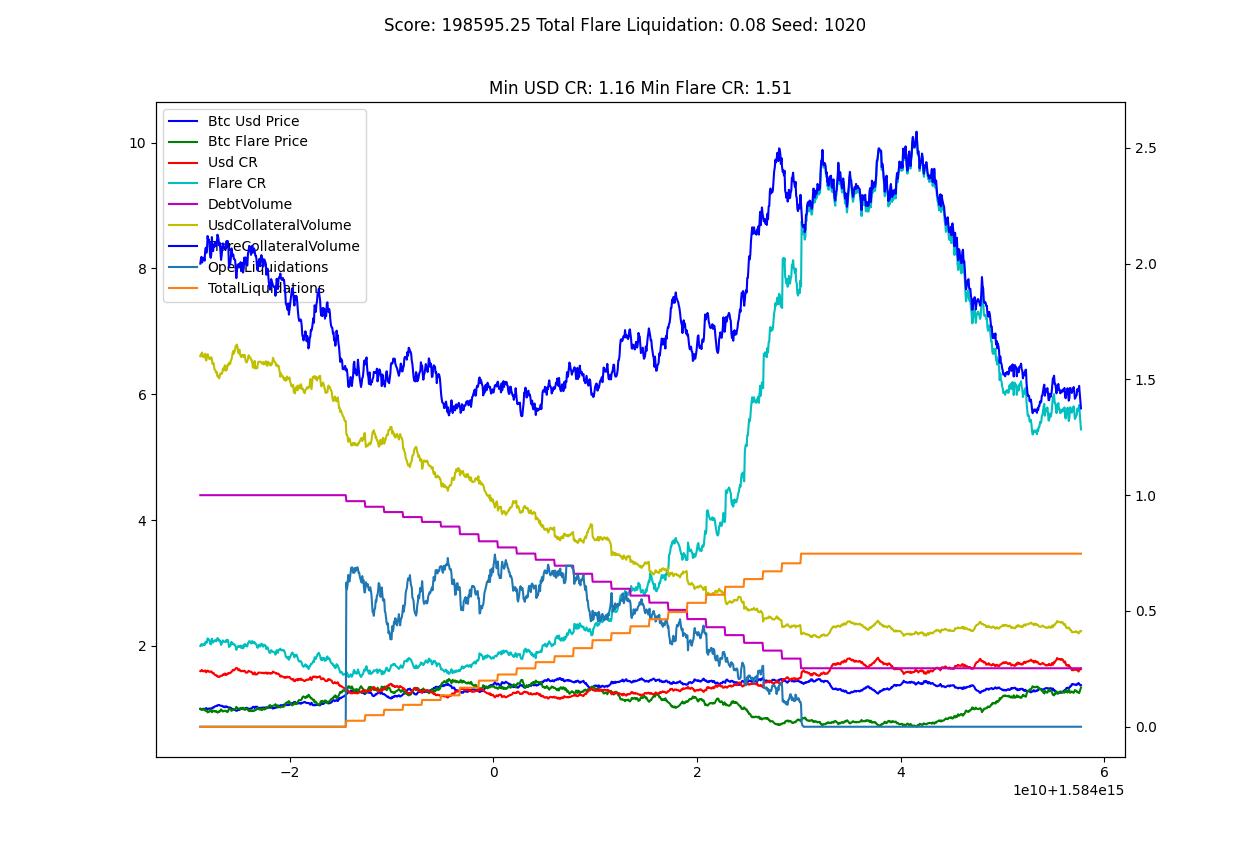 Score: 198595.25 Total Flare Liquidation: 0.08 Seed: 1020
Min USD CR: 1.16 Min Flare CR: 1.51
Btc Usd Price
Btc Flare Price
Usd CR
Flare CR
DebtVolume
UsdCollateralVolume
FlareCollateralVolume
OpenLiquidations
TotalLiquidations
10
8
6
4
2
2.5
2.0
1.5
1.0
0.5
0.0
−2
0
2
4
6
1e10+1.584e15